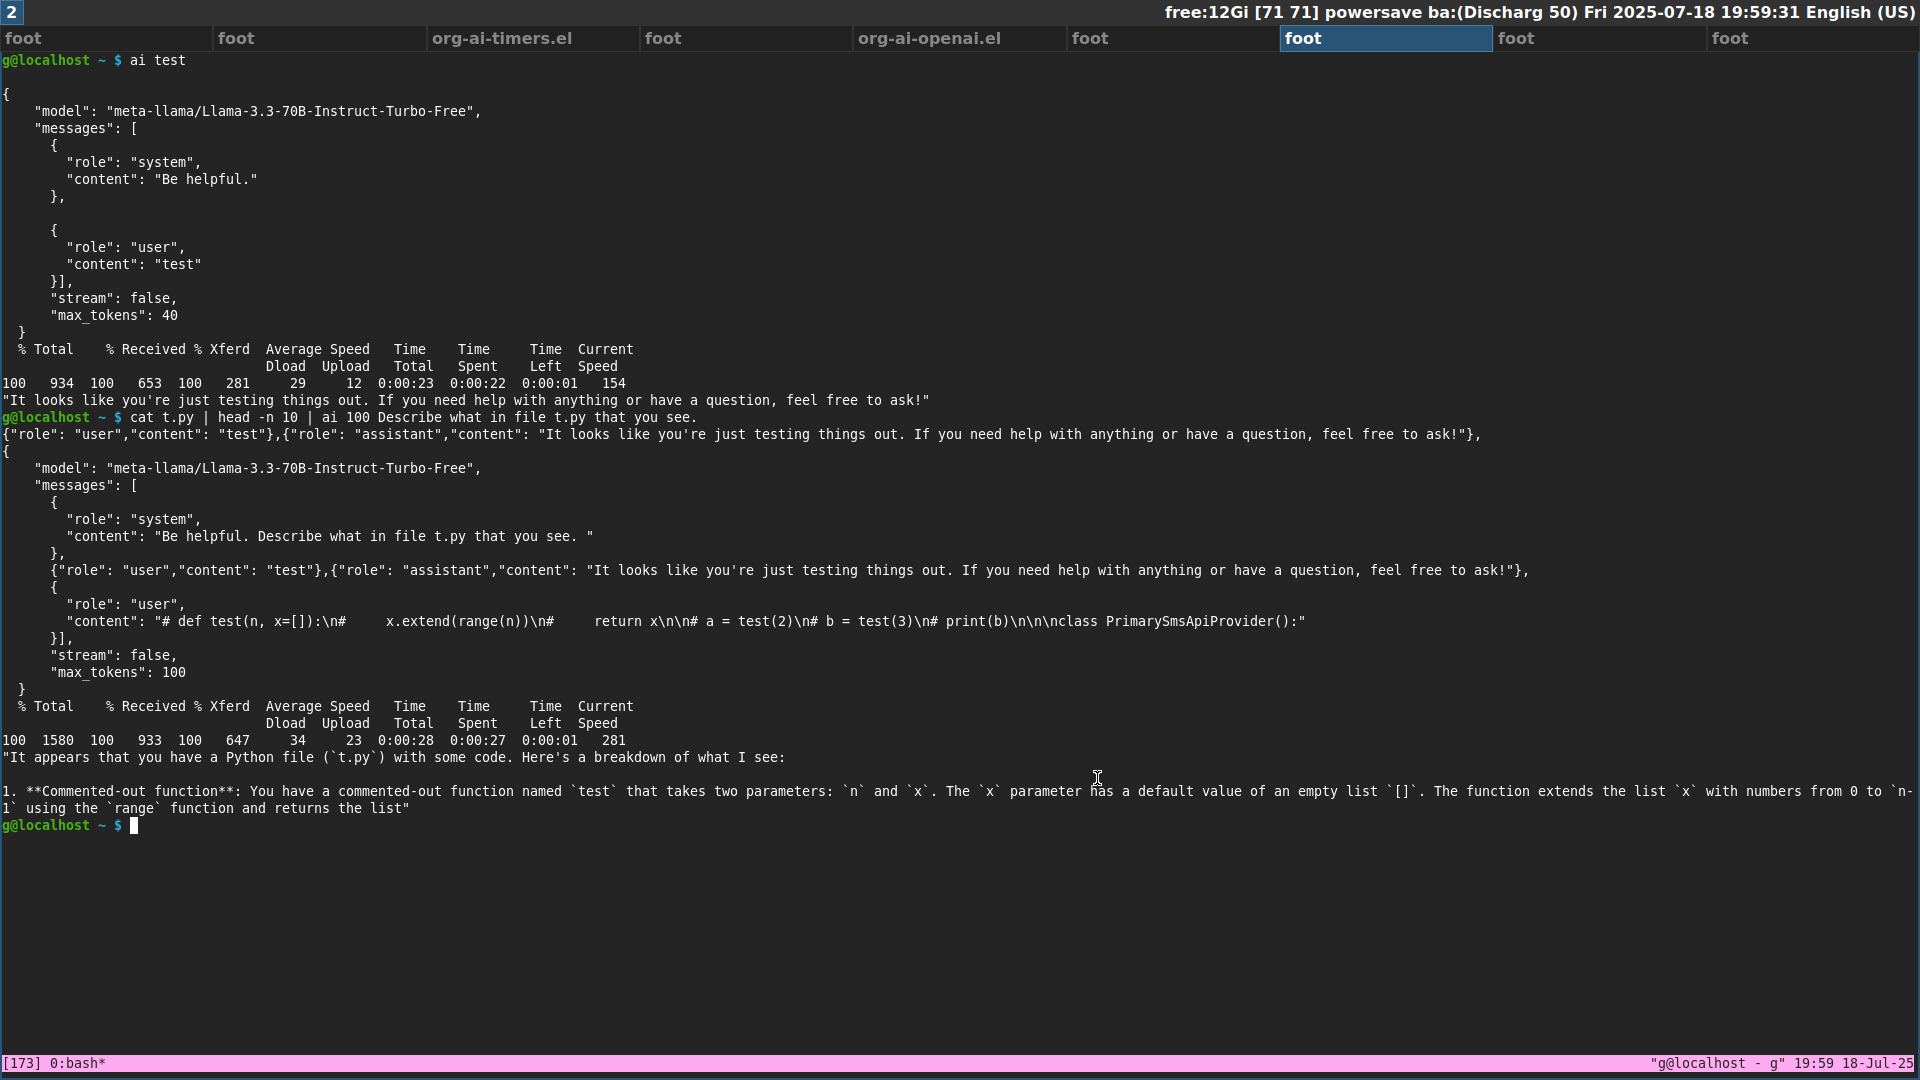 2
free:12Gi [71 71] powersave ba:(Discharg 50) Fri 2025-07-18 19:59:31 English (US)
foot foot org-ai-timers.el foot org-ai-openai.el foot foot foot foot
g@localhost ~ $ ai test
{
    "model": "meta-llama/Llama-3.3-70B-Instruct-Turbo-Free",
    "messages": [
      {
        "role": "system",
        "content": "Be helpful."
      },
      {
        "role": "user",
        "content": "test"
      }],
      "stream": false,
      "max_tokens": 40
  }
  % Total    % Received % Xferd  Average Speed   Time    Time     Time  Current
                                 Dload  Upload   Total   Spent    Left  Speed
100   934  100   653  100   281     29     12  0:00:23  0:00:22  0:00:01   154
"It looks like you're just testing things out. If you need help with anything or have a question, feel free to ask!"
g@localhost ~ $ cat t.py | head -n 10 | ai 100 Describe what in file t.py that you see.
{"role": "user","content": "test"},{"role": "assistant","content": "It looks like you're just testing things out. If you need help with anything or have a question, feel free to ask!"},
{
    "model": "meta-llama/Llama-3.3-70B-Instruct-Turbo-Free",
    "messages": [
      {
        "role": "system",
        "content": "Be helpful. Describe what in file t.py that you see. "
      },
      {"role": "user","content": "test"},{"role": "assistant","content": "It looks like you're just testing things out. If you need help with anything or have a question, feel free to ask!"},
      {
        "role": "user",
        "content": "# def test(n, x=[]):\n#     x.extend(range(n))\n#     return x\n\n# a = test(2)\n# b = test(3)\n# print(b)\n\n\nclass PrimarySmsApiProvider():"
      }],
      "stream": false,
      "max_tokens": 100
  }
  % Total    % Received % Xferd  Average Speed   Time    Time     Time  Current
                                 Dload  Upload   Total   Spent    Left  Speed
100  1580  100   933  100   647     34     23  0:00:28  0:00:27  0:00:01   281
"It appears that you have a Python file (`t.py`) with some code. Here's a breakdown of what I see:
1. **Commented-out function**: You have a commented-out function named `test` that takes two parameters: `n` and `x`. The `x` parameter has a default value of an empty list `[]`. The function extends the list `x` with numbers from 0 to `n-
1` using the `range` function and returns the list"
g@localhost ~ $
[173] 0:bash* "g@localhost - g" 19:59 18-Jul-25